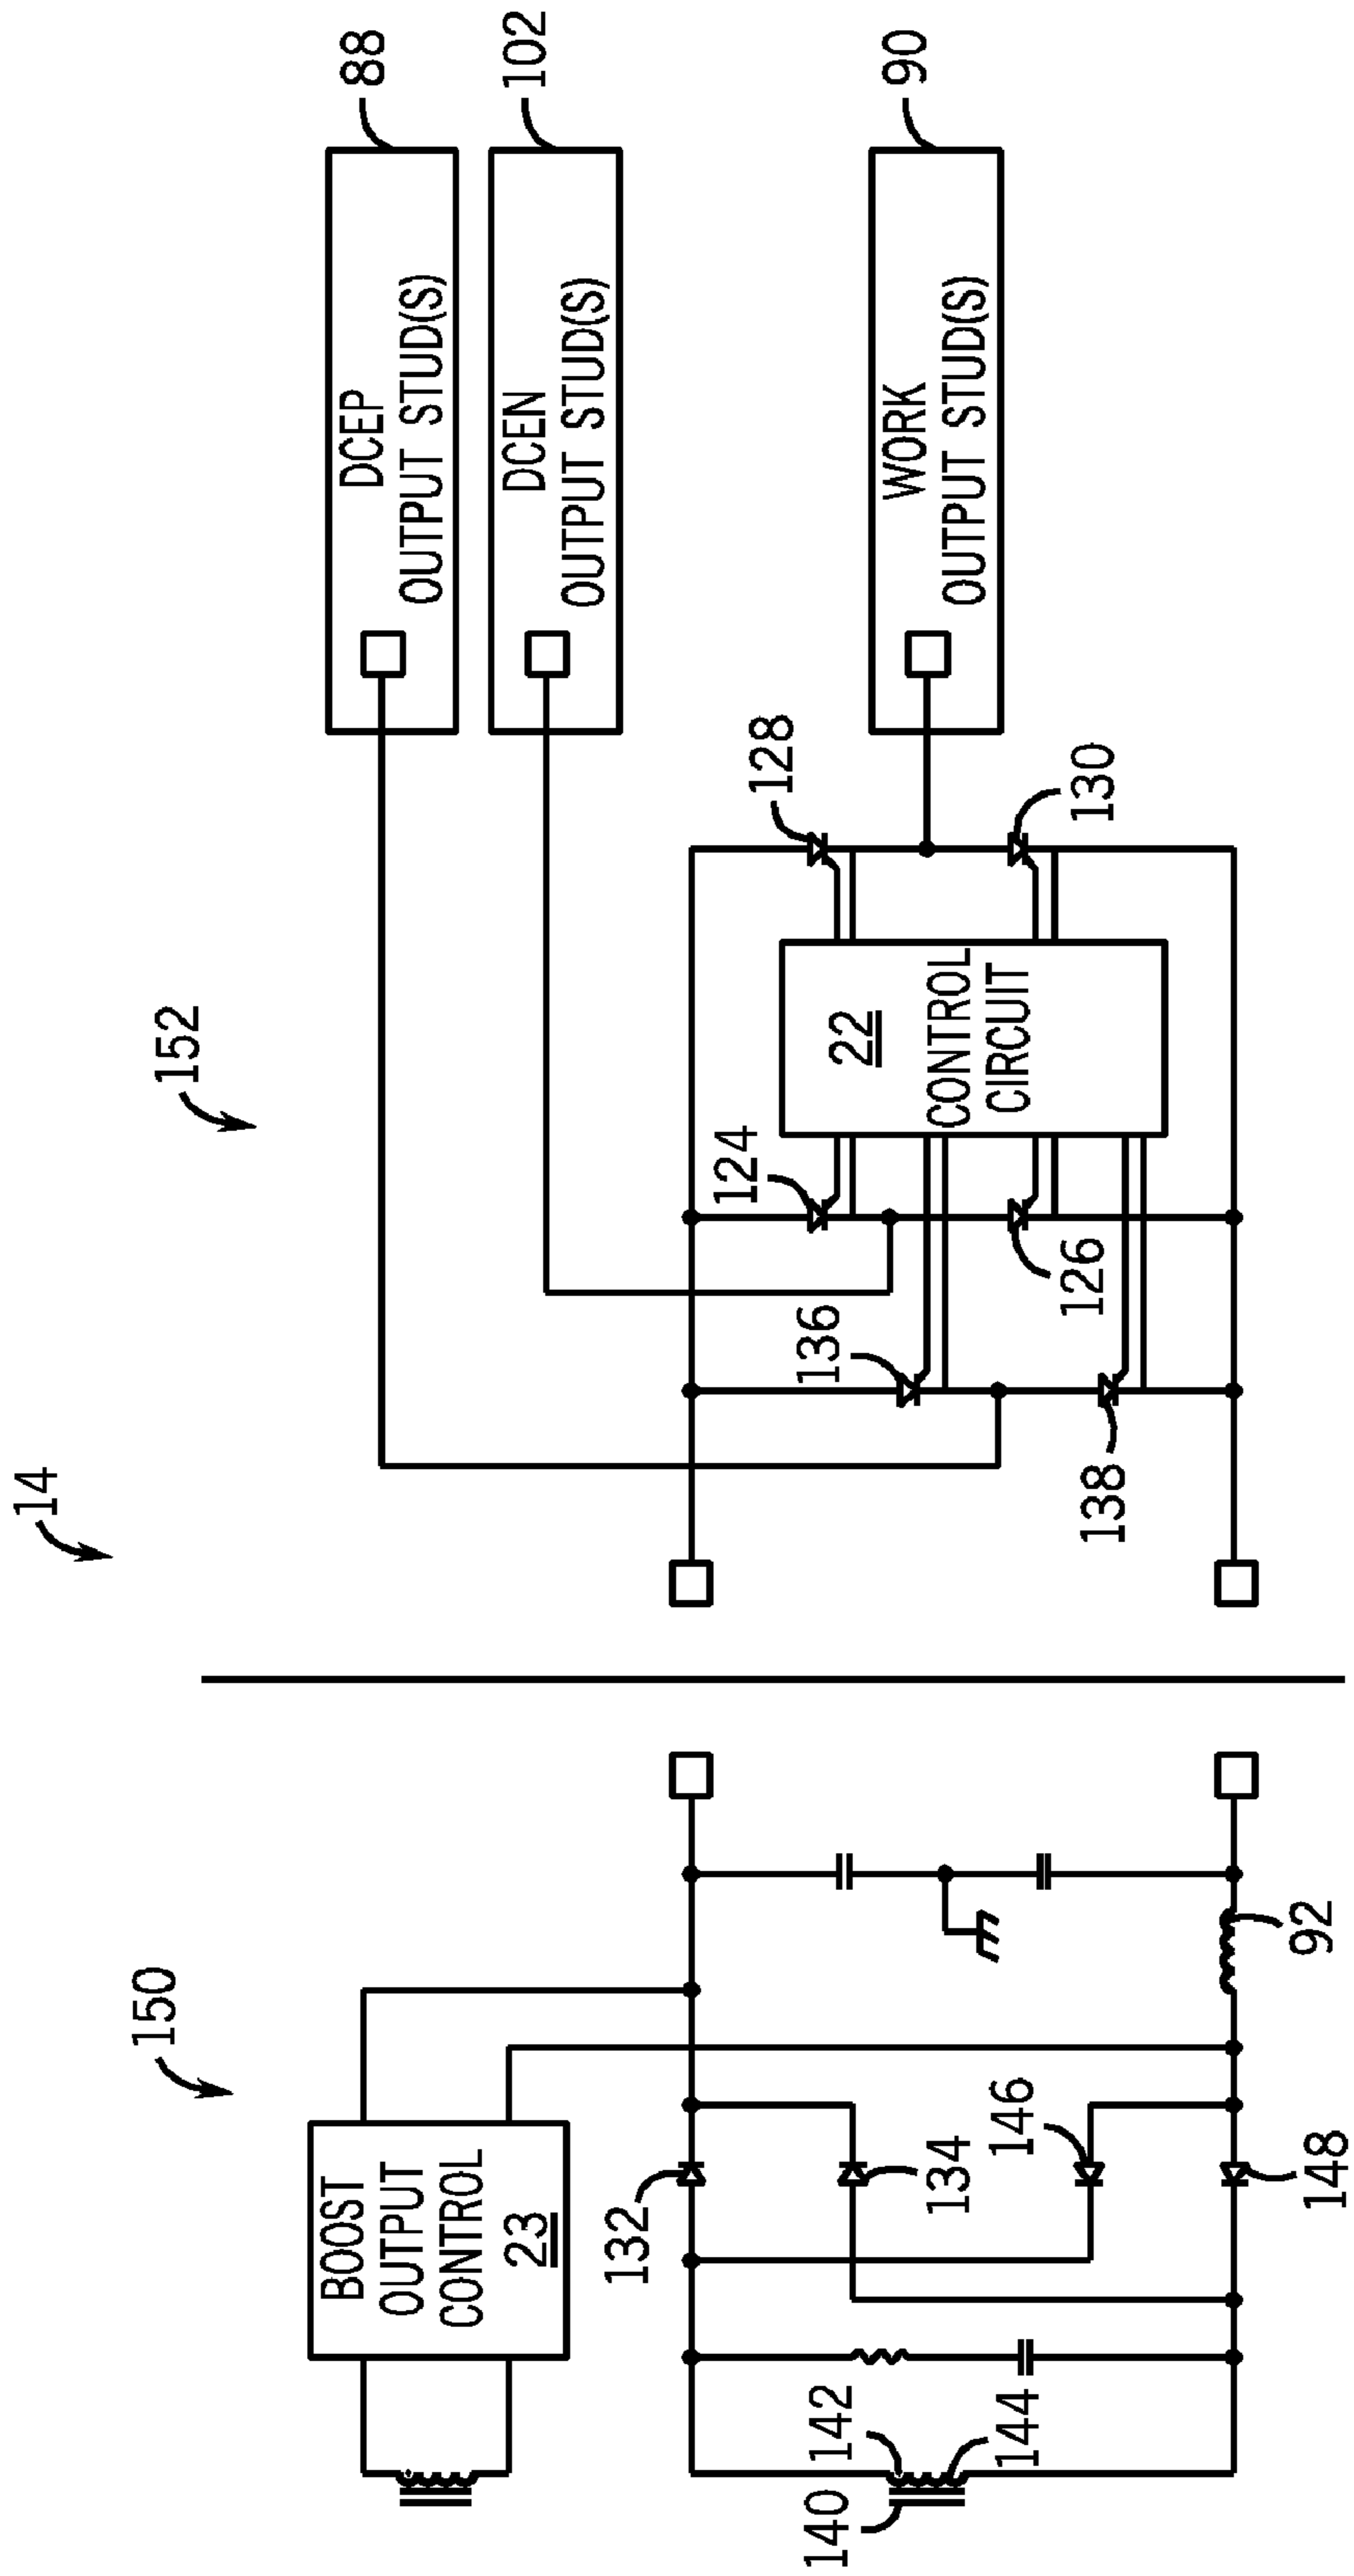 14
150
152
BOOST
OUTPUT
CONTROL
23
DCEP
OUTPUT STUD(S)
88
DCEN
OUTPUT STUD(S)
102
WORK
OUTPUT STUD(S)
90
132
134
146
148
140
142
144
92
136
138
124
126
22
CONTROL
CIRCUIT
128
130